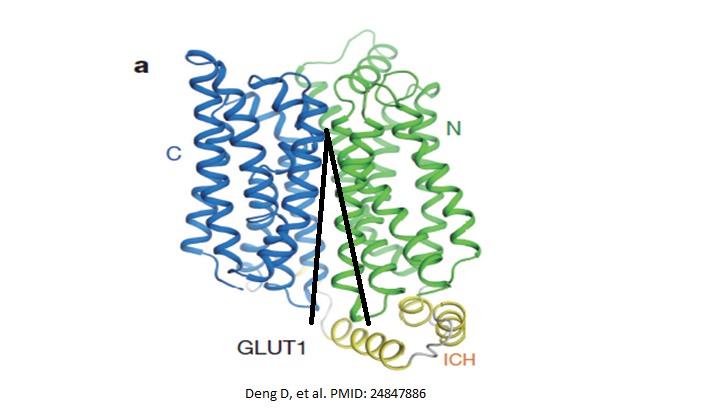 a
C
N
GLUT1
ICH
Deng D, et al. PMID: 24847886